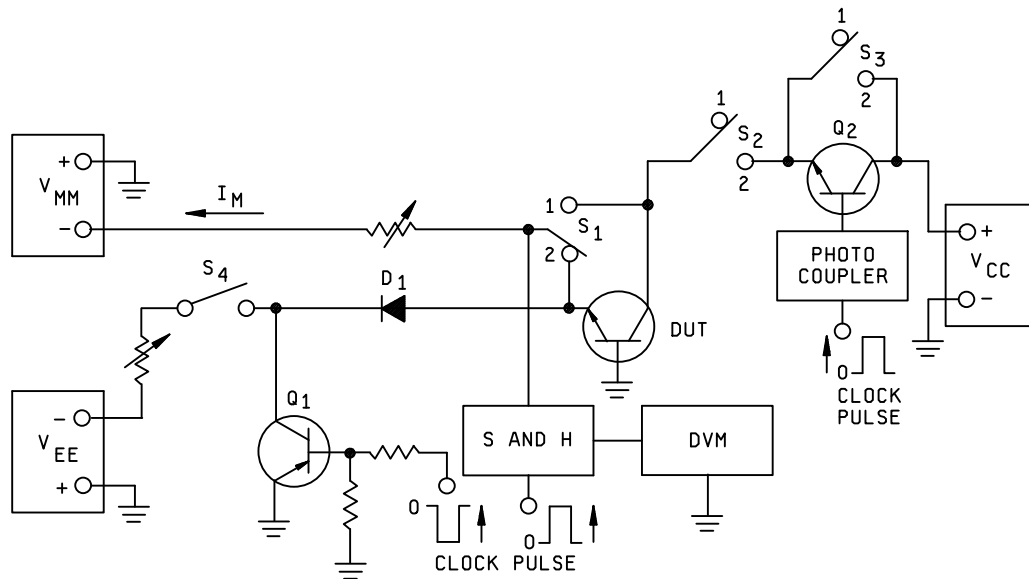 1
S3
2
1
S2
2
Q2
+
VMM
−
IM
1
S1
2
PHOTO
COUPLER
+
VCC
−
S4
D1
DUT
0
CLOCK
PULSE
−
VEE
+
Q1
S AND H
DVM
0
0
CLOCK PULSE